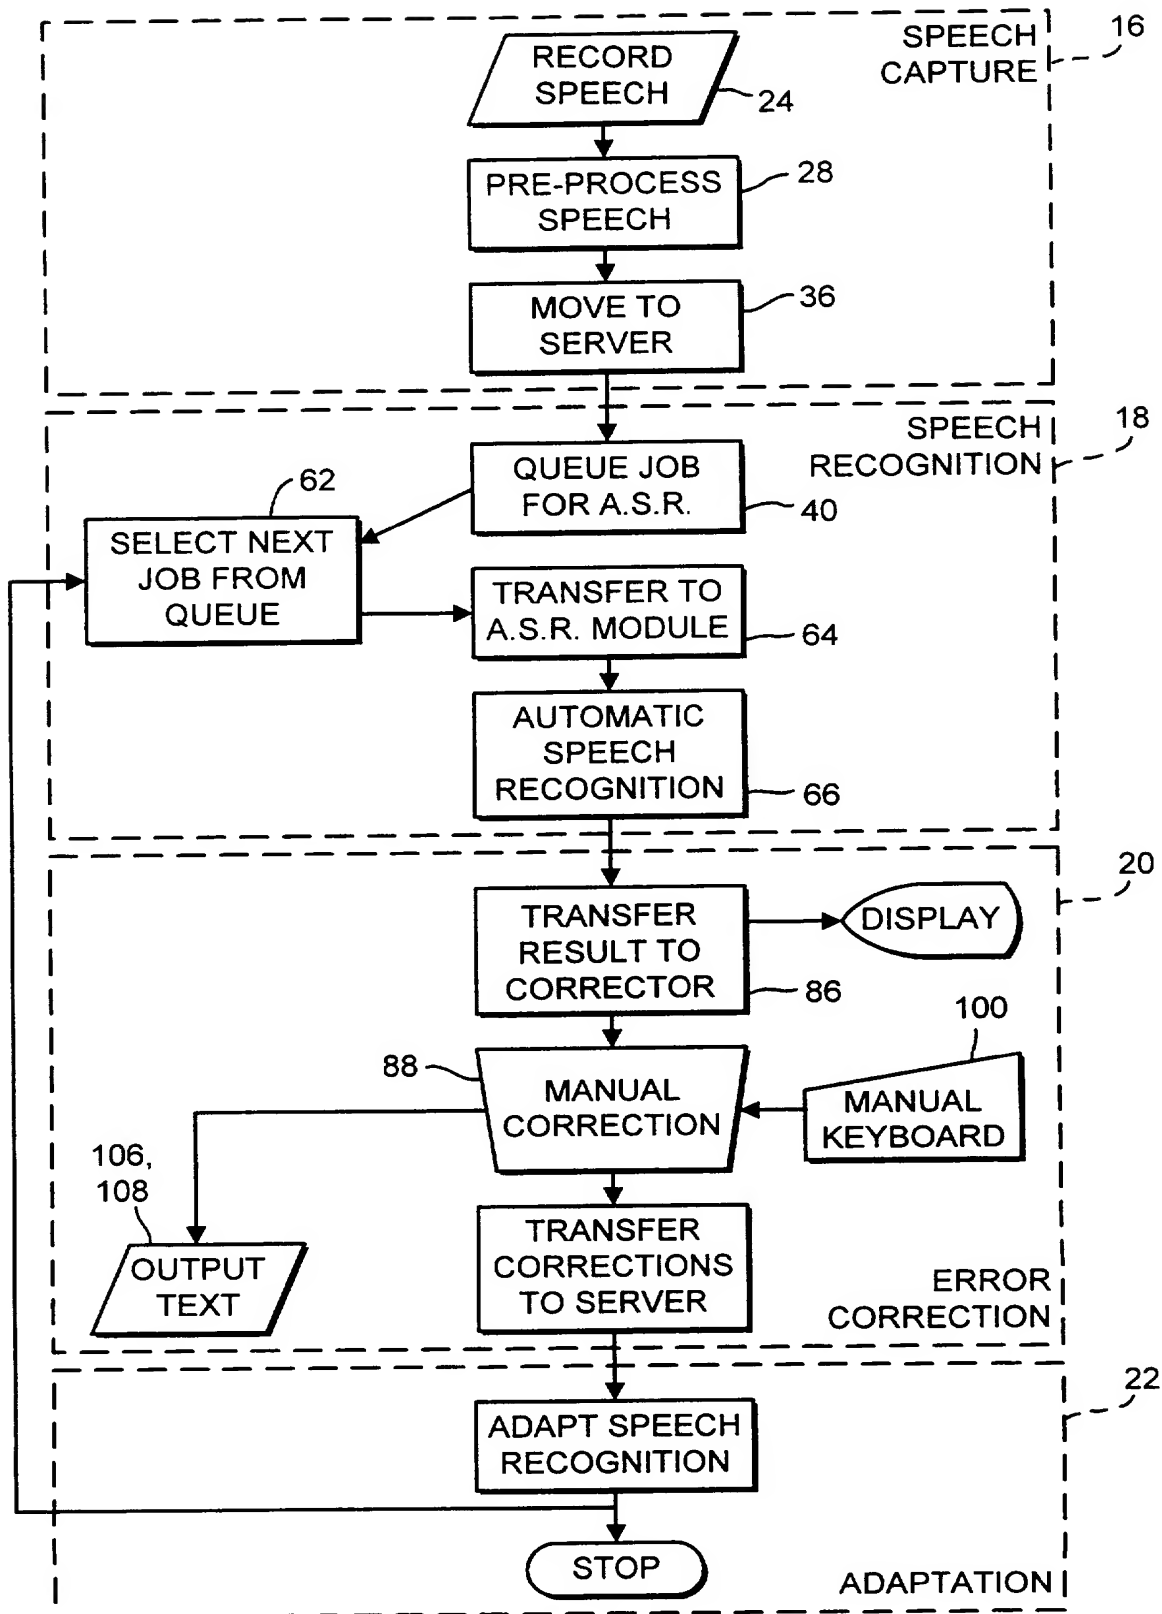 SPEECH
CAPTURE
16
RECORD
SPEECH
24
PRE-PROCESS
SPEECH
28
MOVE TO
SERVER
36
SPEECH
RECOGNITION
18
QUEUE JOB
FOR A.S.R.
40
62
SELECT NEXT
JOB FROM
QUEUE
TRANSFER TO
A.S.R. MODULE
64
AUTOMATIC
SPEECH
RECOGNITION
66
20
TRANSFER
RESULT TO
CORRECTOR
86
DISPLAY
100
88
MANUAL
CORRECTION
MANUAL
KEYBOARD
106,
108
OUTPUT
TEXT
TRANSFER
CORRECTIONS
TO SERVER
ERROR
CORRECTION
22
ADAPT SPEECH
RECOGNITION
STOP
ADAPTATION